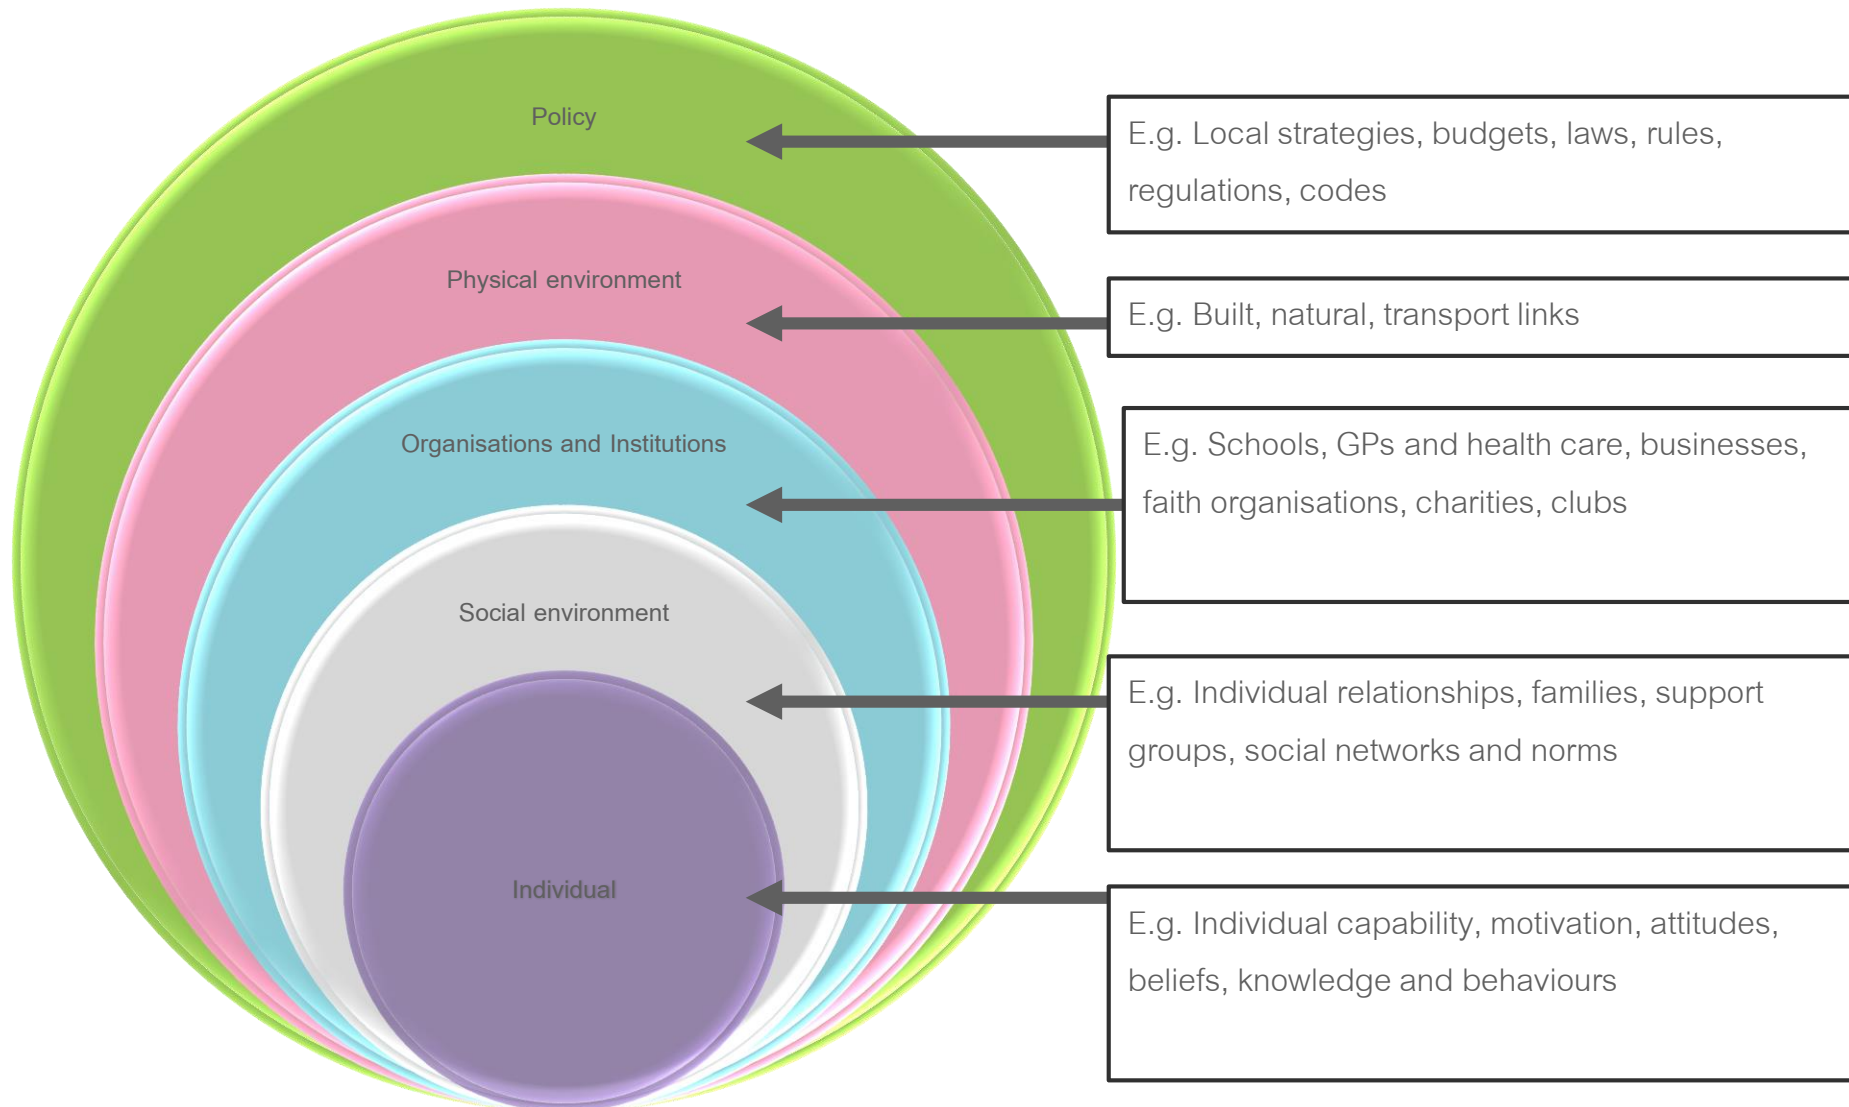 Policy
E.g. Local strategies, budgets, laws, rules,
regulations, codes
Physical environment
E.g. Built, natural, transport links
Organisations and Institutions
E.g. Schools, GPs and health care, businesses,
faith organisations, charities, clubs
Social environment
E.g. Individual relationships, families, support
groups, social networks and norms
Individual
E.g. Individual capability, motivation, attitudes,
beliefs, knowledge and behaviours